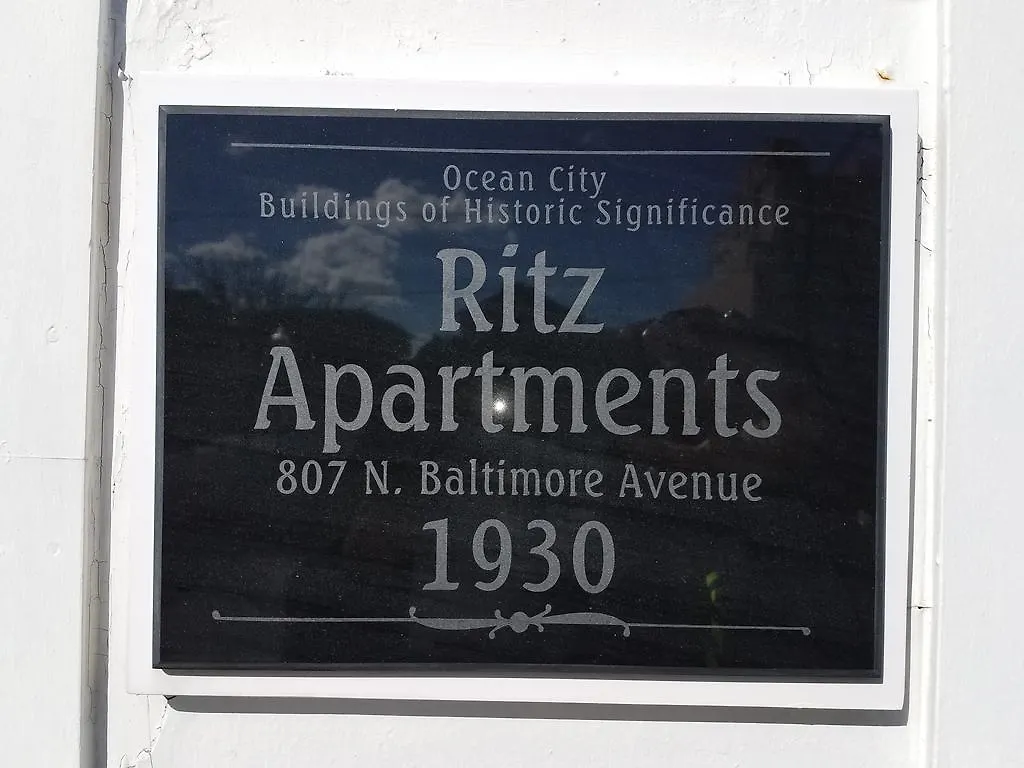 Ocean City
Buildings of Historic Significance
Ritz
Apartments
807 N. Baltimore Avenue
1930